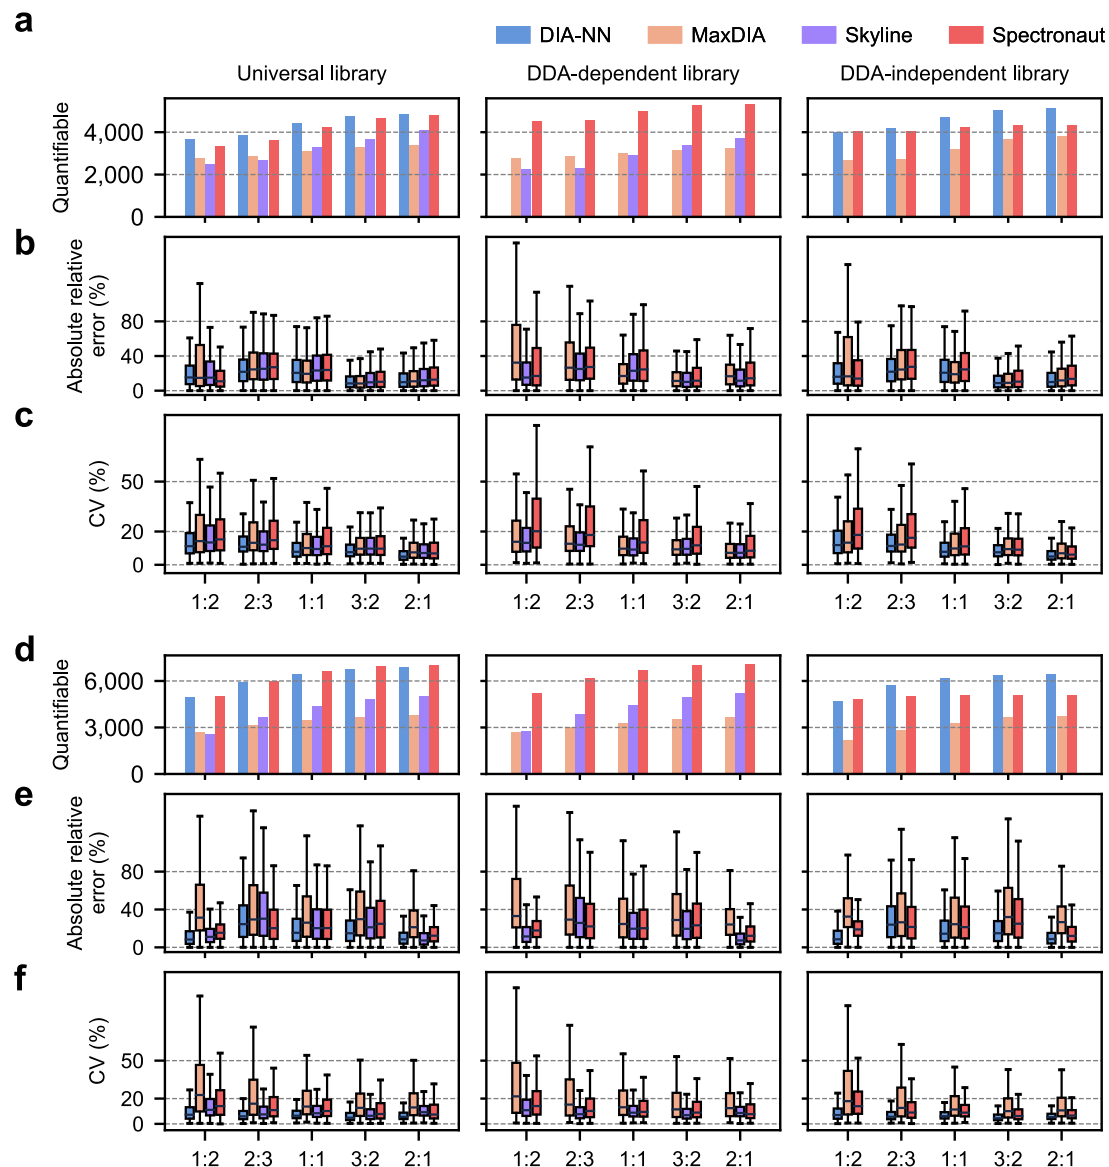 a
DIA-NN MaxDIA Skyline Spectronaut
Universal library DDA-dependent library DDA-independent library
Quantifiable
4,000
2,000
0
b
Absolute relative
error (%)
80
40
0
c
CV (%)
50
20
0
1:2 2:3 1:1 3:2 2:1 1:2 2:3 1:1 3:2 2:1 1:2 2:3 1:1 3:2 2:1
d
Quantifiable
6,000
3,000
0
e
Absolute relative
error (%)
80
40
0
f
CV (%)
50
20
0
1:2 2:3 1:1 3:2 2:1 1:2 2:3 1:1 3:2 2:1 1:2 2:3 1:1 3:2 2:1